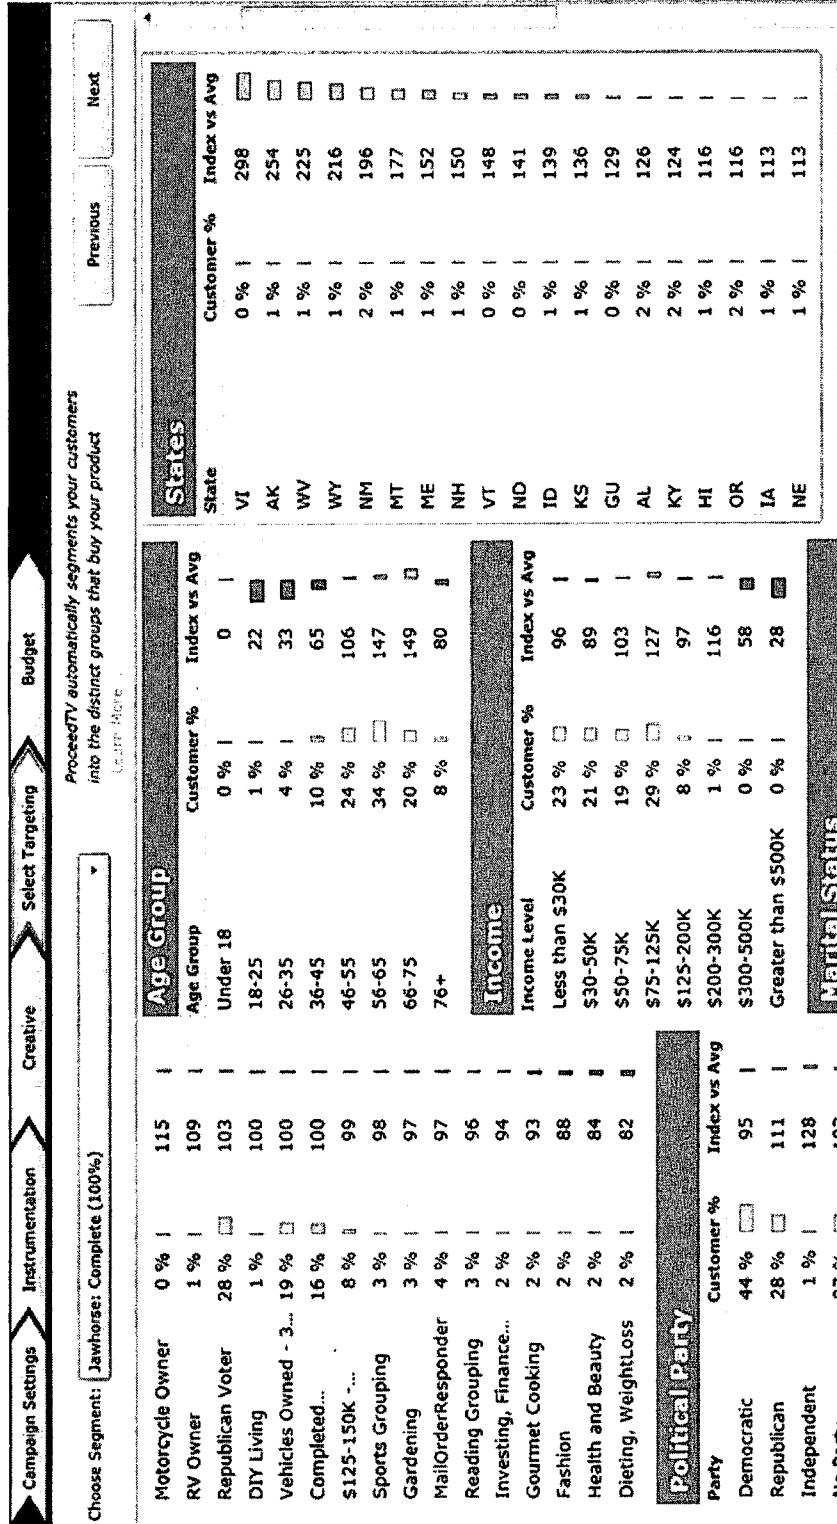 Campaign Settings Instrumentation Creative Select Targeting Budget
Choose Segment: Jawhorse: Complete (100%)
ProceedTV automatically segments your customers
into the distinct groups that buy your product
Learn More
Previous Next
Motorcycle Owner 0 % 115
RV Owner 1 % 109
Republican Voter 28 % 103
DIY Living 1 % 100
Vehicles Owned - 3... 19 % 100
Completed... 16 % 100
$125-150K -... 8 % 99
Sports Grouping 3 % 98
Gardening 3 % 97
MailOrderResponder 4 % 97
Reading Grouping 3 % 96
Investing, Finance... 2 % 94
Gourmet Cooking 2 % 93
Fashion 2 % 88
Health and Beauty 2 % 84
Dieting, WeightLoss 2 % 82
Political Party
Party Customer % Index vs Avg
Democratic 44 % 95
Republican 28 % 111
Independent 1 % 128
Age Group
Age Group Customer % Index vs Avg
Under 18 0 % 0
18-25 1 % 22
26-35 4 % 33
36-45 10 % 65
46-55 24 % 106
56-65 34 % 147
66-75 20 % 149
76+ 8 % 80
Income
Income Level Customer % Index vs Avg
Less than $30K 23 % 96
$30-50K 21 % 89
$50-75K 19 % 103
$75-125K 29 % 127
$125-200K 8 % 97
$200-300K 1 % 116
$300-500K 0 % 58
Greater than $500K 0 % 28
Marital Status
States
State Customer % Index vs Avg
VI 0 % 298
AK 1 % 254
WV 1 % 225
WY 1 % 216
NM 2 % 196
MT 1 % 177
ME 1 % 152
NH 1 % 150
VT 0 % 148
ND 0 % 141
ID 1 % 139
KS 1 % 136
GU 0 % 129
AL 2 % 126
KY 2 % 124
HI 1 % 116
OR 2 % 116
IA 1 % 113
NE 1 % 113